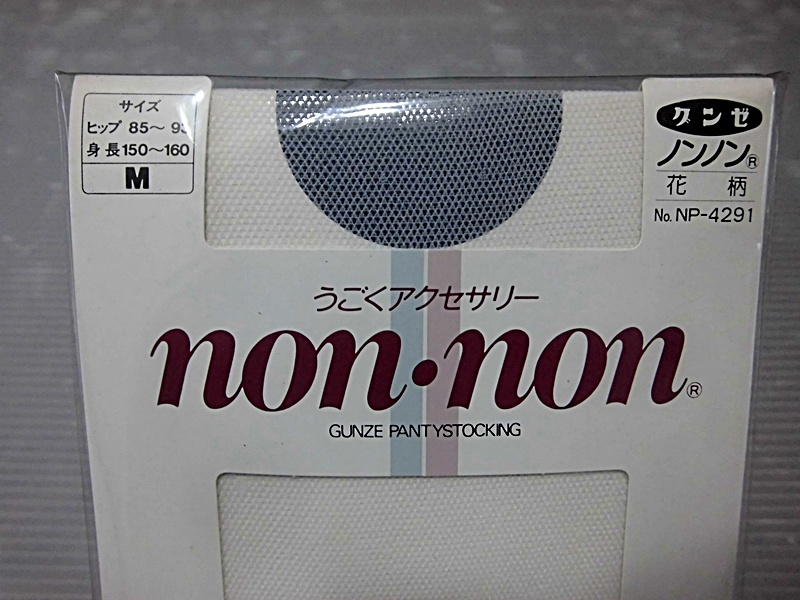 サイズ
ヒップ 85〜93
身長150〜160
M
グンゼ
ノンノン®
花柄
No. NP-4291
うごくアクセサリー
non·non®
GUNZE PANTYSTOCKING